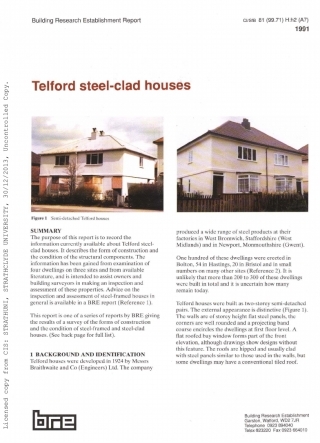 Building Research Establishment Report
CI/SfB 81 (99.71) H:h2 (A7)
1991
Telford steel-clad houses
Figure 1 Semi-detached Telford houses
SUMMARY
The purpose of this report is to record the
information currently available about Telford steel-
clad houses. It describes the form of construction and
the condition of the structural components. The
information has been gained from examination of
four dwellings on three sites and from available
literature, and is intended to assist owners and
building surveyors in making an inspection and
assessment of these properties. Advice on the
inspection and assessment of steel-framed houses in
general is available in a BRE report (Reference 1).
This report is one of a series of reports by BRE giving
the results of a survey of the forms of construction
and the condition of steel-framed and steel-clad
houses. (See back page for full list).
1 BACKGROUND AND IDENTIFICATION
Telford houses were developed in 1924 by Messrs
Braithwaite and Co (Engineers) Ltd. The company
produced a wide range of steel products at their
factories in West Bromwich, Staffordshire (West
Midlands) and in Newport, Monmouthshire (Gwent).
One hundred of these dwellings were erected in
Bolton, 54 in Hastings, 20 in Bristol and in small
numbers on many other sites (Reference 2). It is
unlikely that more than 200 to 300 of these dwellings
were built in total and it is uncertain how many
remain today.
Telford houses were built as two-storey semi-detached
pairs. The external appearance is distinctive (Figure 1).
The walls are of storey height flat steel panels, the
corners are well rounded and a projecting band
course encircles the dwellings at first floor level. A
flat roofed bay window forms part of the front
elevation, although drawings show designs without
this feature. The roofs are hipped and usually clad
with steel panels similar to those used in the walls, but
some dwellings may have a conventional tiled roof.
bre
Building Research Establishment
Garston, Watford, WD2 7JR
Telephone 0923 894040
Telex 923220 Fax 0923 664010
Licensed copy from CIS: STRATHUNI, STRATHCLYDE UNIVERSITY, 30/12/2013, Uncontrolled Copy.